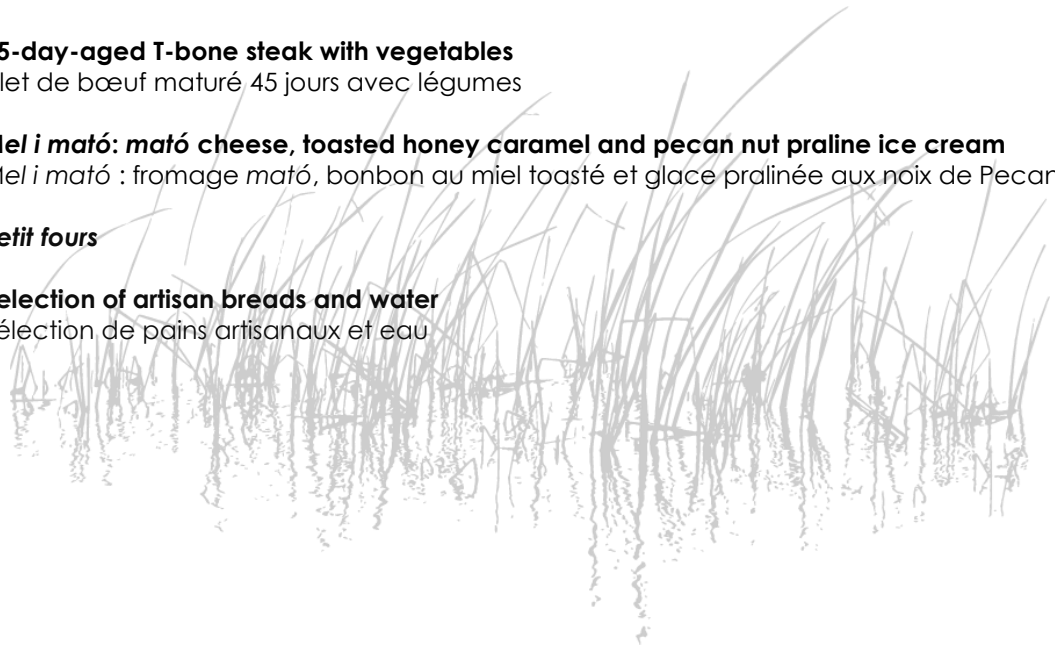 5-day-aged T-bone steak with vegetables
let de bœuf maturé 45 jours avec légumes
Mel i mató: mató cheese, toasted honey caramel and pecan nut praline ice cream
Mel i mató : fromage mató, bonbon au miel toasté et glace pralinée aux noix de Pecan
etit fours
election of artisan breads and water
élection de pains artisanaux et eau